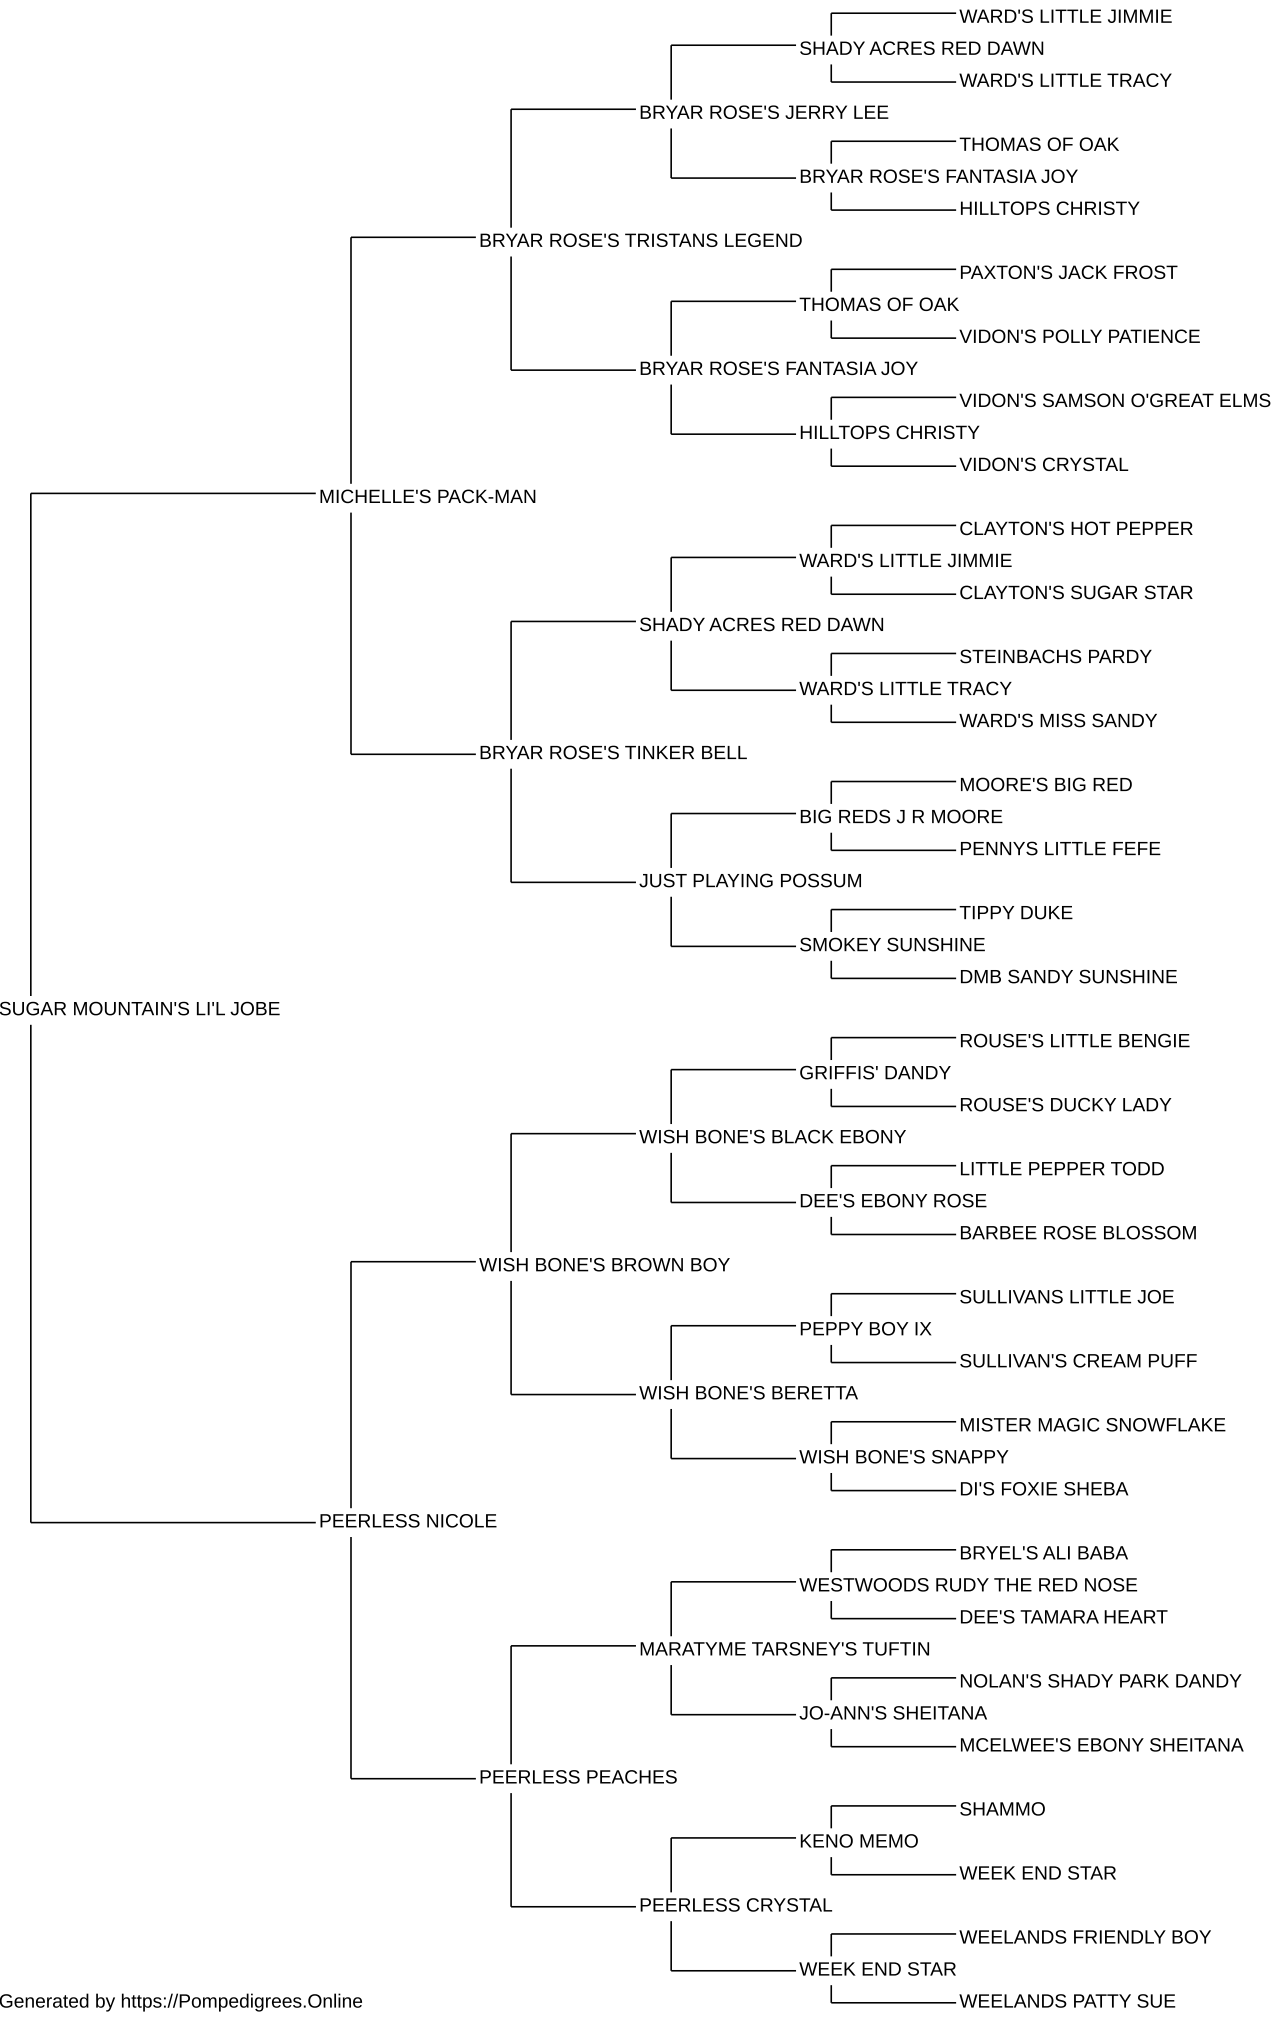 WARD'S LITTLE JIMMIE
SHADY ACRES RED DAWN
WARD'S LITTLE TRACY
BRYAR ROSE'S JERRY LEE
THOMAS OF OAK
BRYAR ROSE'S FANTASIA JOY
HILLTOPS CHRISTY
BRYAR ROSE'S TRISTANS LEGEND
PAXTON'S JACK FROST
THOMAS OF OAK
VIDON'S POLLY PATIENCE
BRYAR ROSE'S FANTASIA JOY
VIDON'S SAMSON O'GREAT ELMS
HILLTOPS CHRISTY
VIDON'S CRYSTAL
MICHELLE'S PACK-MAN
CLAYTON'S HOT PEPPER
WARD'S LITTLE JIMMIE
CLAYTON'S SUGAR STAR
SHADY ACRES RED DAWN
STEINBACHS PARDY
WARD'S LITTLE TRACY
WARD'S MISS SANDY
BRYAR ROSE'S TINKER BELL
MOORE'S BIG RED
BIG REDS J R MOORE
PENNYS LITTLE FEFE
JUST PLAYING POSSUM
TIPPY DUKE
SMOKEY SUNSHINE
DMB SANDY SUNSHINE
SUGAR MOUNTAIN'S LI'L JOBE
ROUSE'S LITTLE BENGIE
GRIFFIS' DANDY
ROUSE'S DUCKY LADY
WISH BONE'S BLACK EBONY
LITTLE PEPPER TODD
DEE'S EBONY ROSE
BARBEE ROSE BLOSSOM
WISH BONE'S BROWN BOY
SULLIVANS LITTLE JOE
PEPPY BOY IX
SULLIVAN'S CREAM PUFF
WISH BONE'S BERETTA
MISTER MAGIC SNOWFLAKE
WISH BONE'S SNAPPY
DI'S FOXIE SHEBA
PEERLESS NICOLE
BRYEL'S ALI BABA
WESTWOODS RUDY THE RED NOSE
DEE'S TAMARA HEART
MARATYME TARSNEY'S TUFTIN
NOLAN'S SHADY PARK DANDY
JO-ANN'S SHEITANA
MCELWEE'S EBONY SHEITANA
PEERLESS PEACHES
SHAMMO
KENO MEMO
WEEK END STAR
PEERLESS CRYSTAL
WEELANDS FRIENDLY BOY
WEEK END STAR
WEELANDS PATTY SUE
Generated by https://Pompedigrees.Online